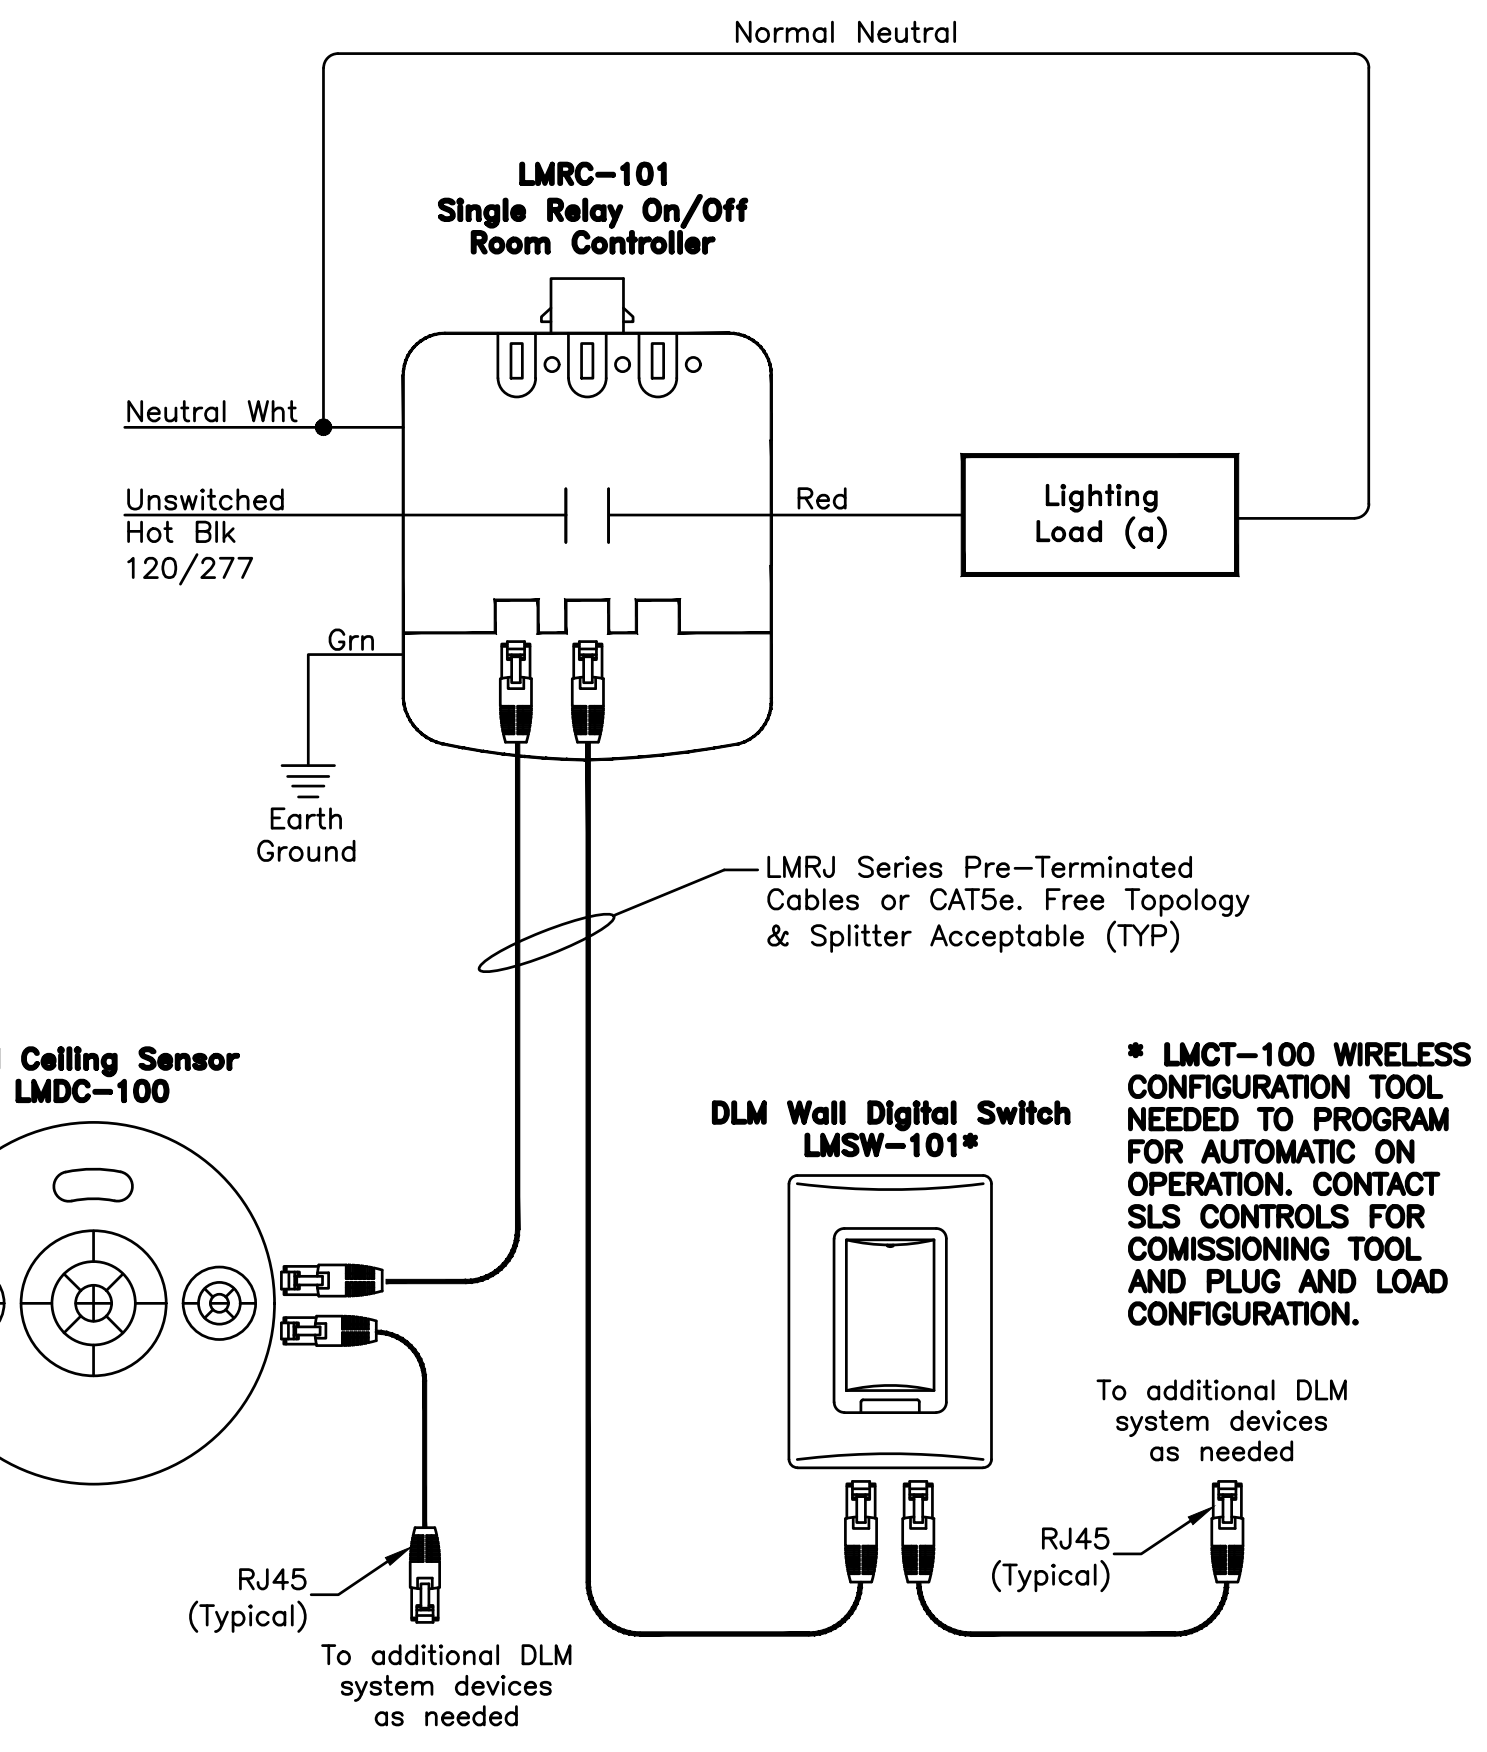 Normal Neutral
LMRC-101
Single Relay On/Off
Room Controller
Neutral Wht
Unswitched
Hot Blk
120/277
Red
Lighting
Load (a)
Grn
Earth
Ground
LMRJ Series Pre-Terminated
Cables or CAT5e. Free Topology
& Splitter Acceptable (TYP)
Ceiling Sensor
LMDC-100
DLM Wall Digital Switch
LMSW-101*
* LMCT-100 WIRELESS
CONFIGURATION TOOL
NEEDED TO PROGRAM
FOR AUTOMATIC ON
OPERATION. CONTACT
SLS CONTROLS FOR
COMISSIONING TOOL
AND PLUG AND LOAD
CONFIGURATION.
To additional DLM
system devices
as needed
RJ45
(Typical)
RJ45
(Typical)
To additional DLM
system devices
as needed